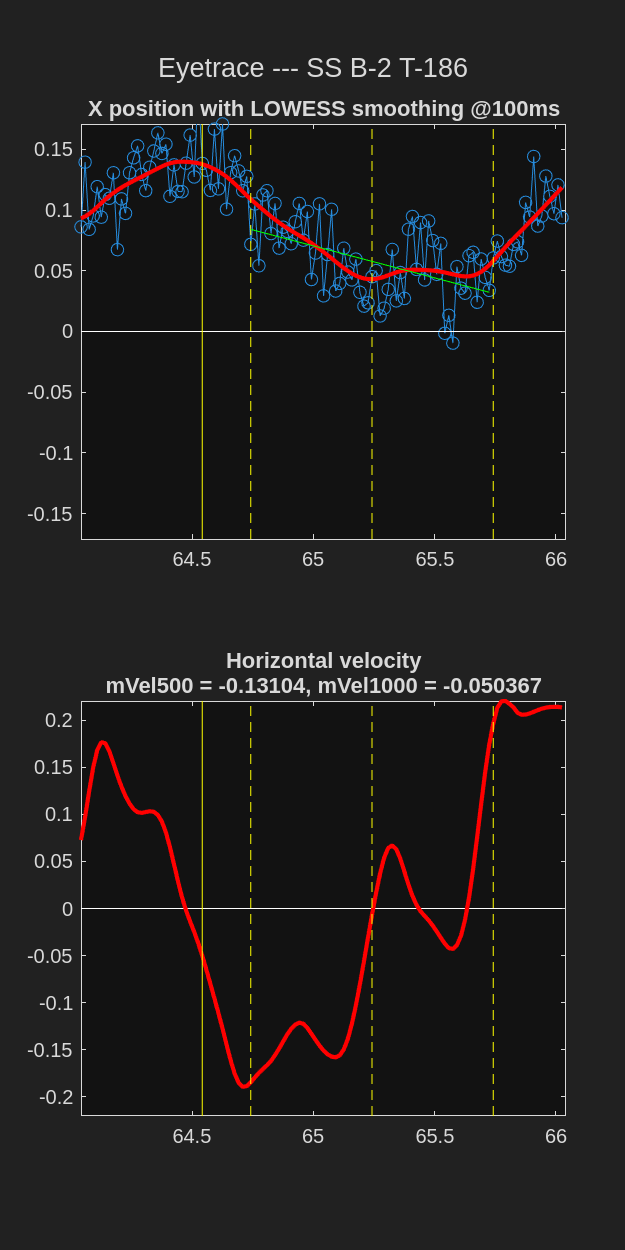 Eyetrace --- SS B-2 T-186
X position with LOWESS smoothing @100ms
0.15
0.1
0.05
0
-0.05
-0.1
-0.15
64.5 65 65.5 66
Horizontal velocity
mVel500 = -0.13104, mVel1000 = -0.050367
0.2
0.15
0.1
0.05
0
-0.05
-0.1
-0.15
-0.2
64.5 65 65.5 66